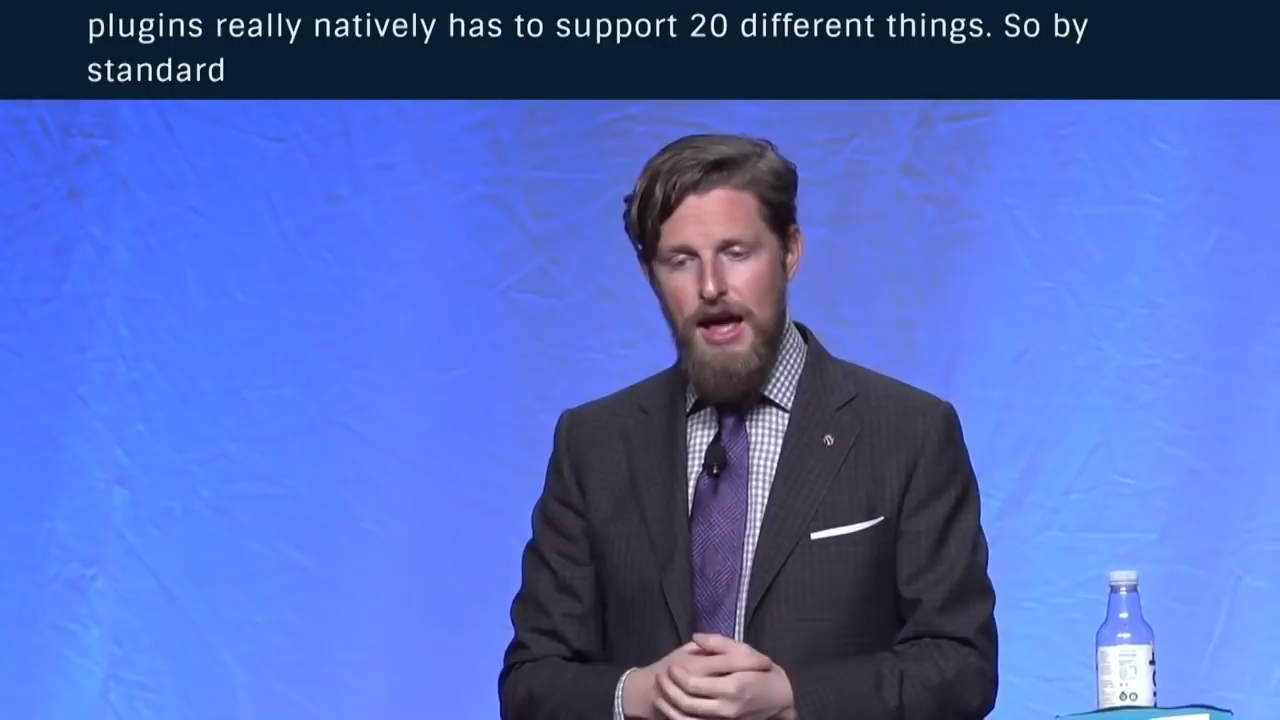 plugins really natively has to support 20 different things. So by
standard